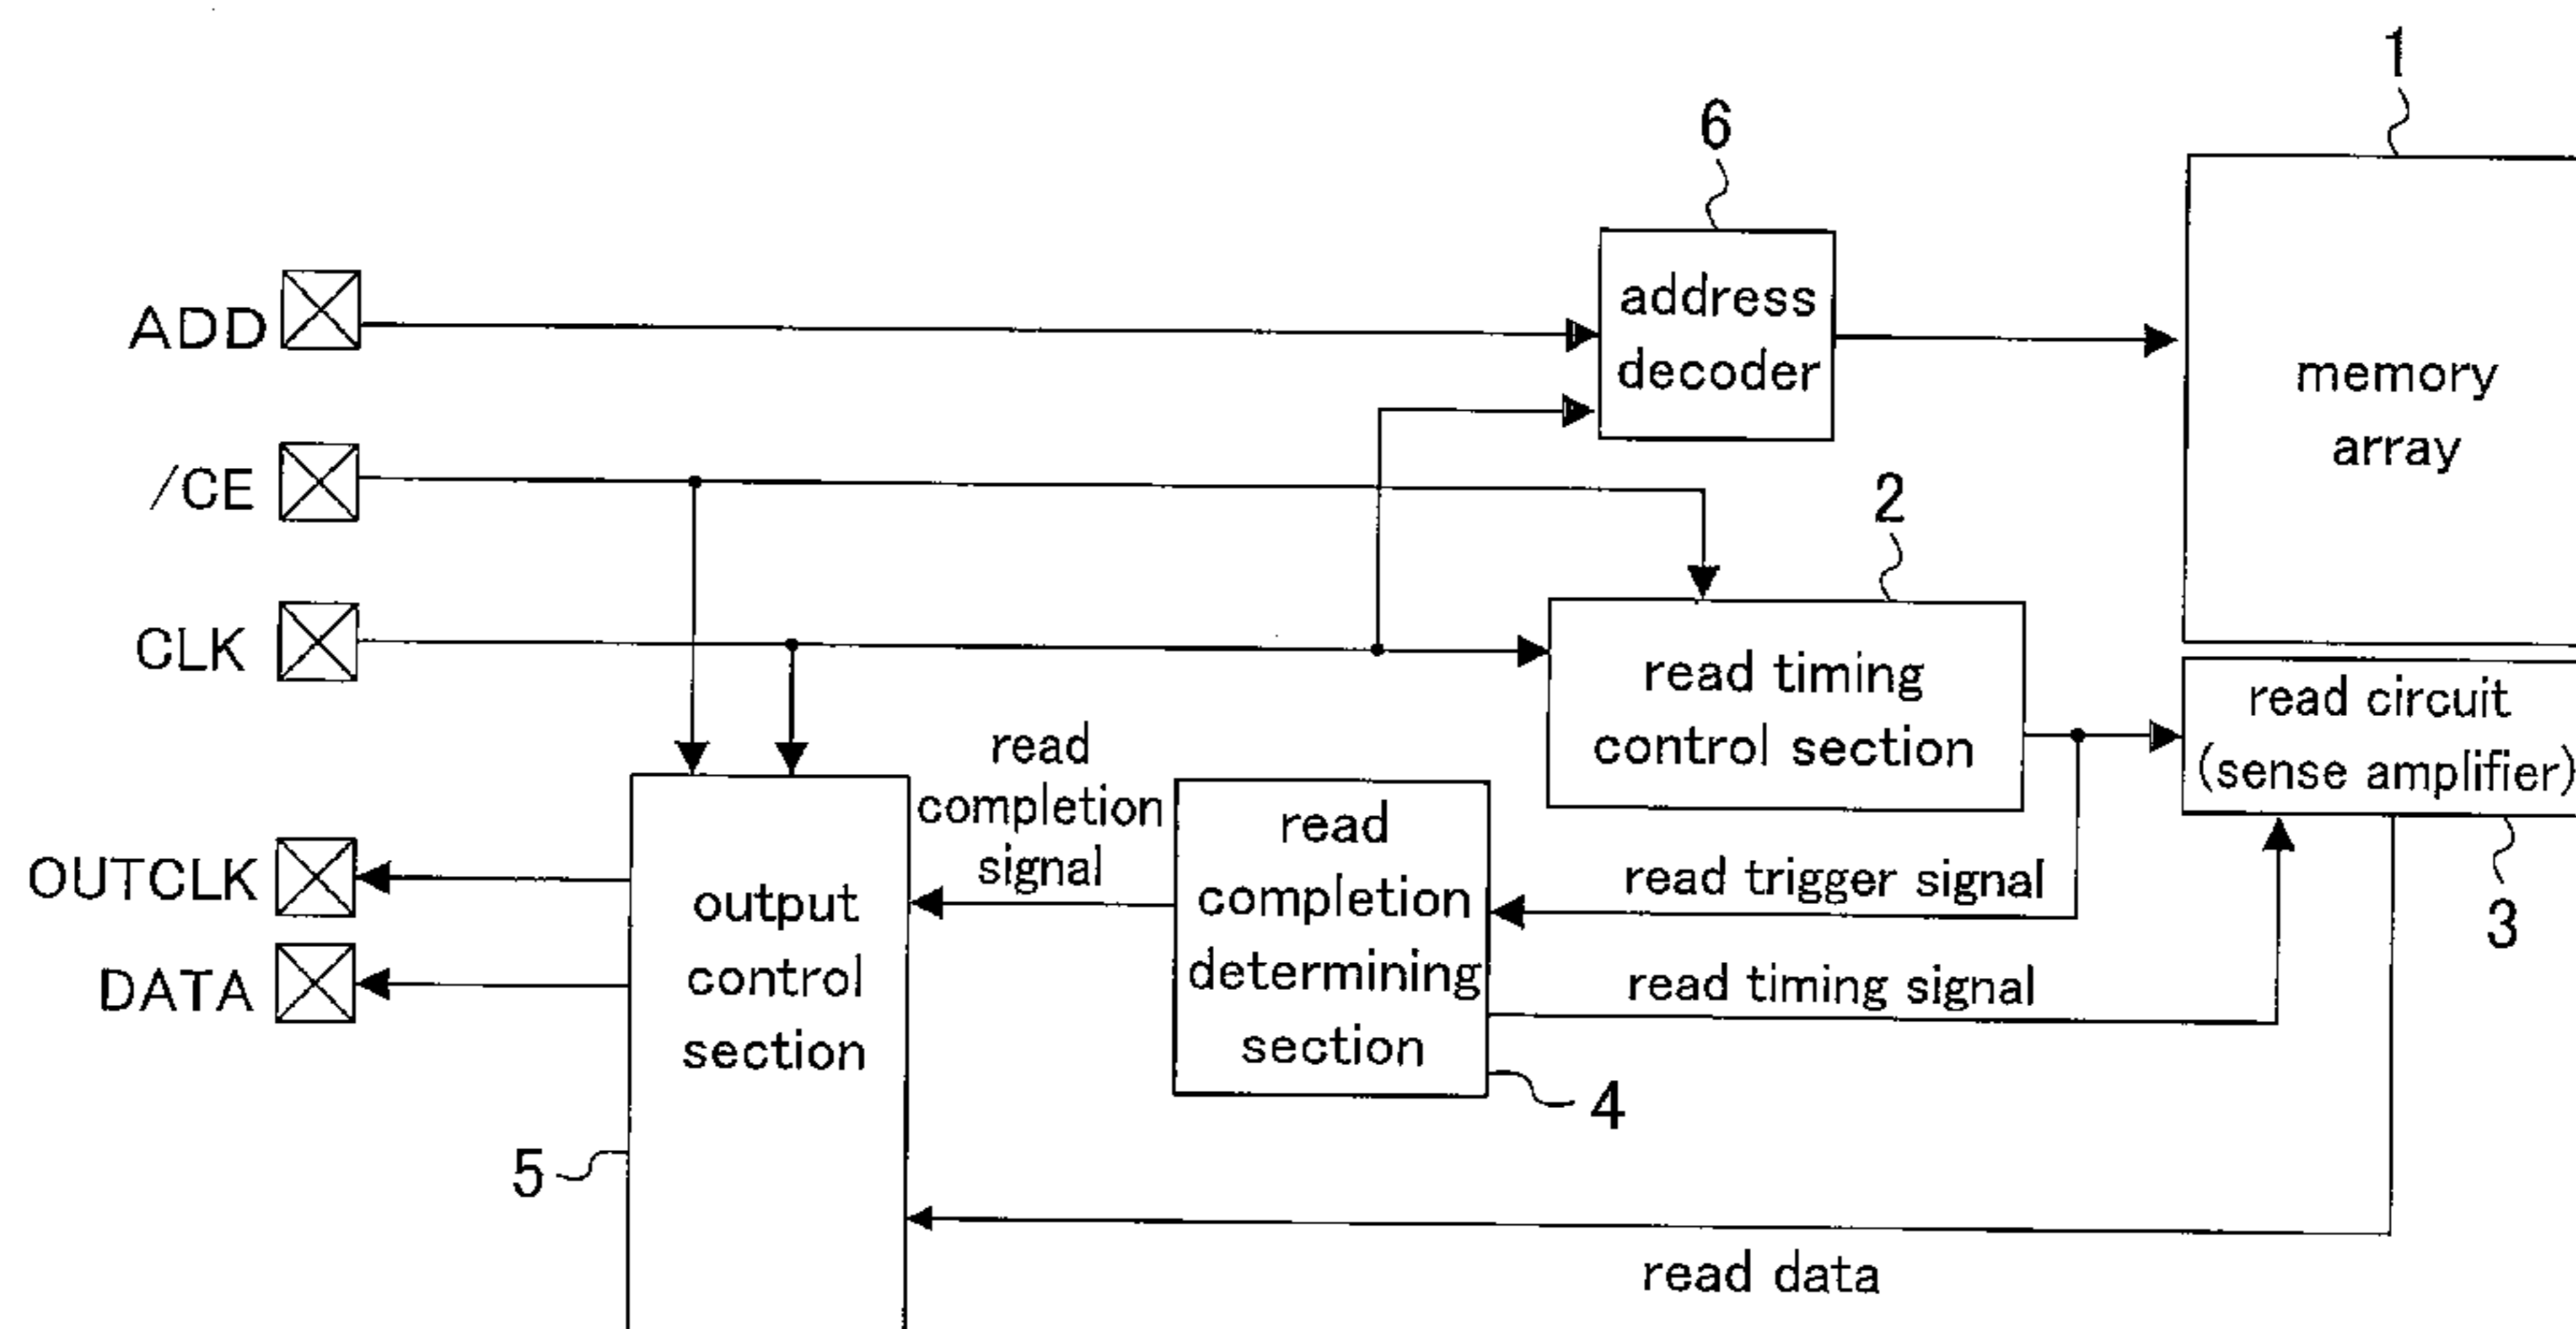 1
6
address
decoder
ADD
memory
array
/CE
2
CLK
read timing
control section
read circuit
(sense amplifier)
read
completion
signal
read
completion
determining
section
OUTCLK
output
control
section
read trigger signal
3
DATA
read timing signal
4
5
read data